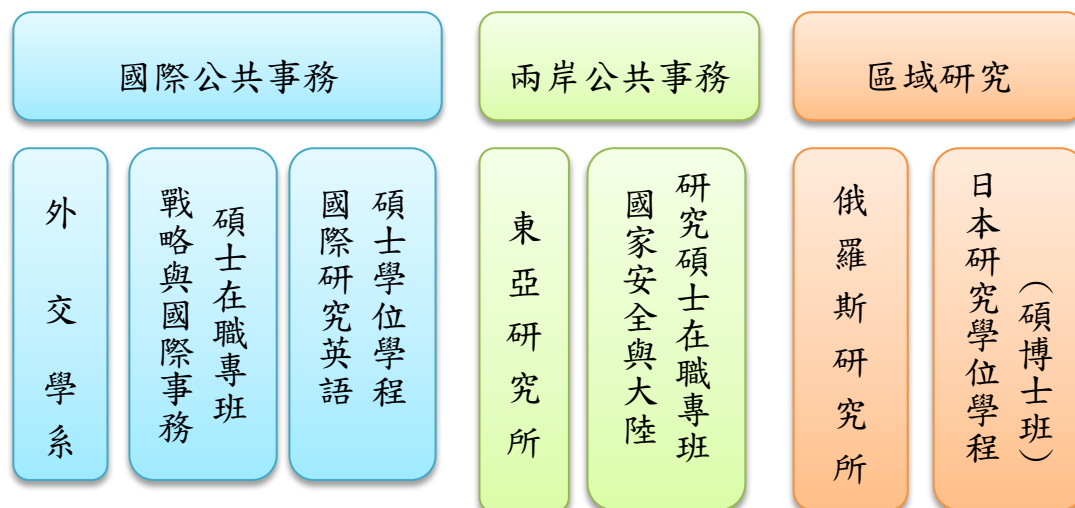 國際公共事務
兩岸公共事務
區域研究
外交學系
戰略與國際事務
碩士在職專班
國際研究英語
碩士學位學程
東亞研究所
國家安全與大陸
研究碩士在職專班
俄羅斯研究所
日本研究學位學程
（碩博士班）